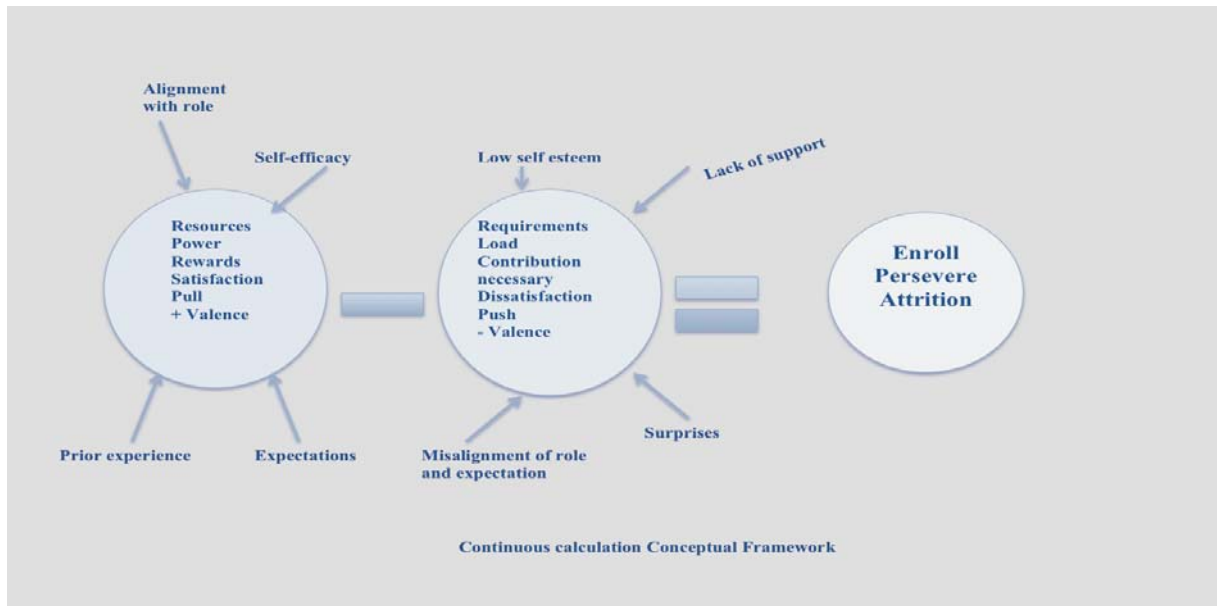 Alignment
with role
Self-efficacy
Low self esteem
Lack of support
Resources
Power
Rewards
Satisfaction
Pull
+ Valence
Requirements
Load
Contribution
necessary
Dissatisfaction
Push
- Valence
Enroll
Persevere
Attrition
Prior experience
Expectations
Misalignment of role
and expectation
Surprises
Continuous calculation Conceptual Framework